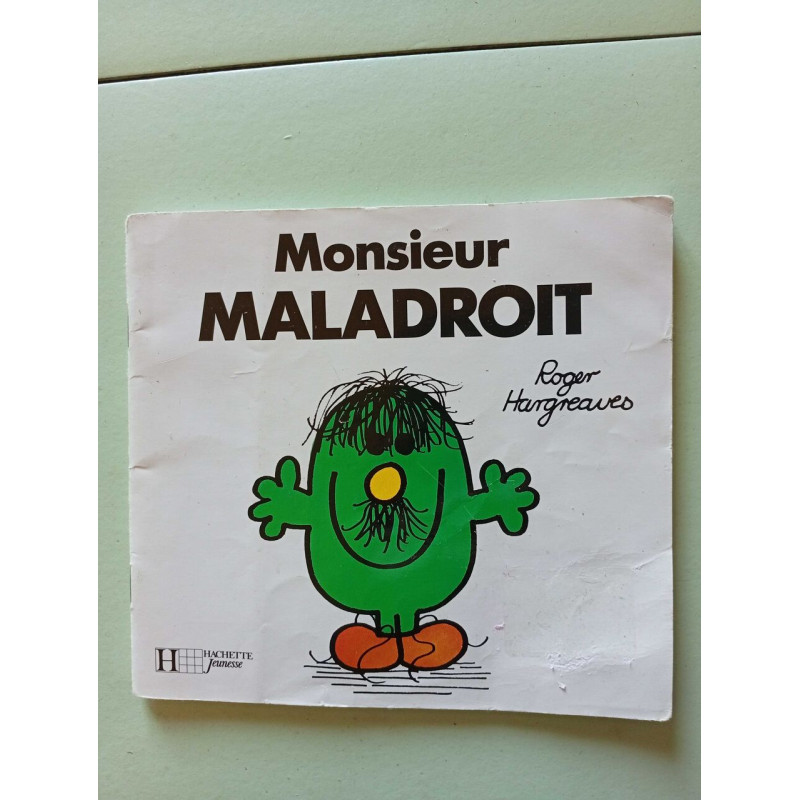 Monsieur
MALADROIT
Roger
Hargreaves
H HACHETTE
Jeunesse